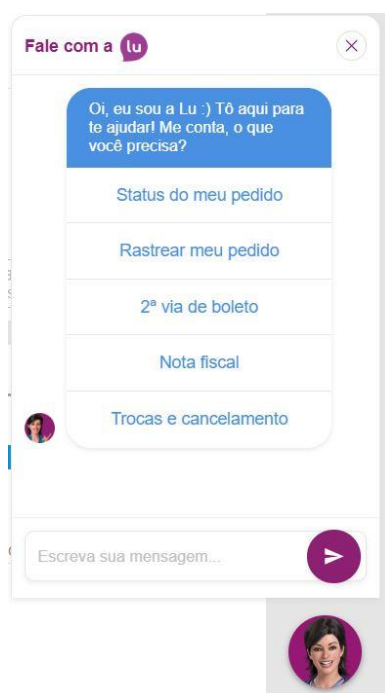 Fale com a lu
Oi, eu sou a Lu :) Tô aqui para
te ajudar! Me conta, o que
você precisa?
Status do meu pedido
Rastrear meu pedido
2ª via de boleto
Nota fiscal
Trocas e cancelamento
Escreva sua mensagem...